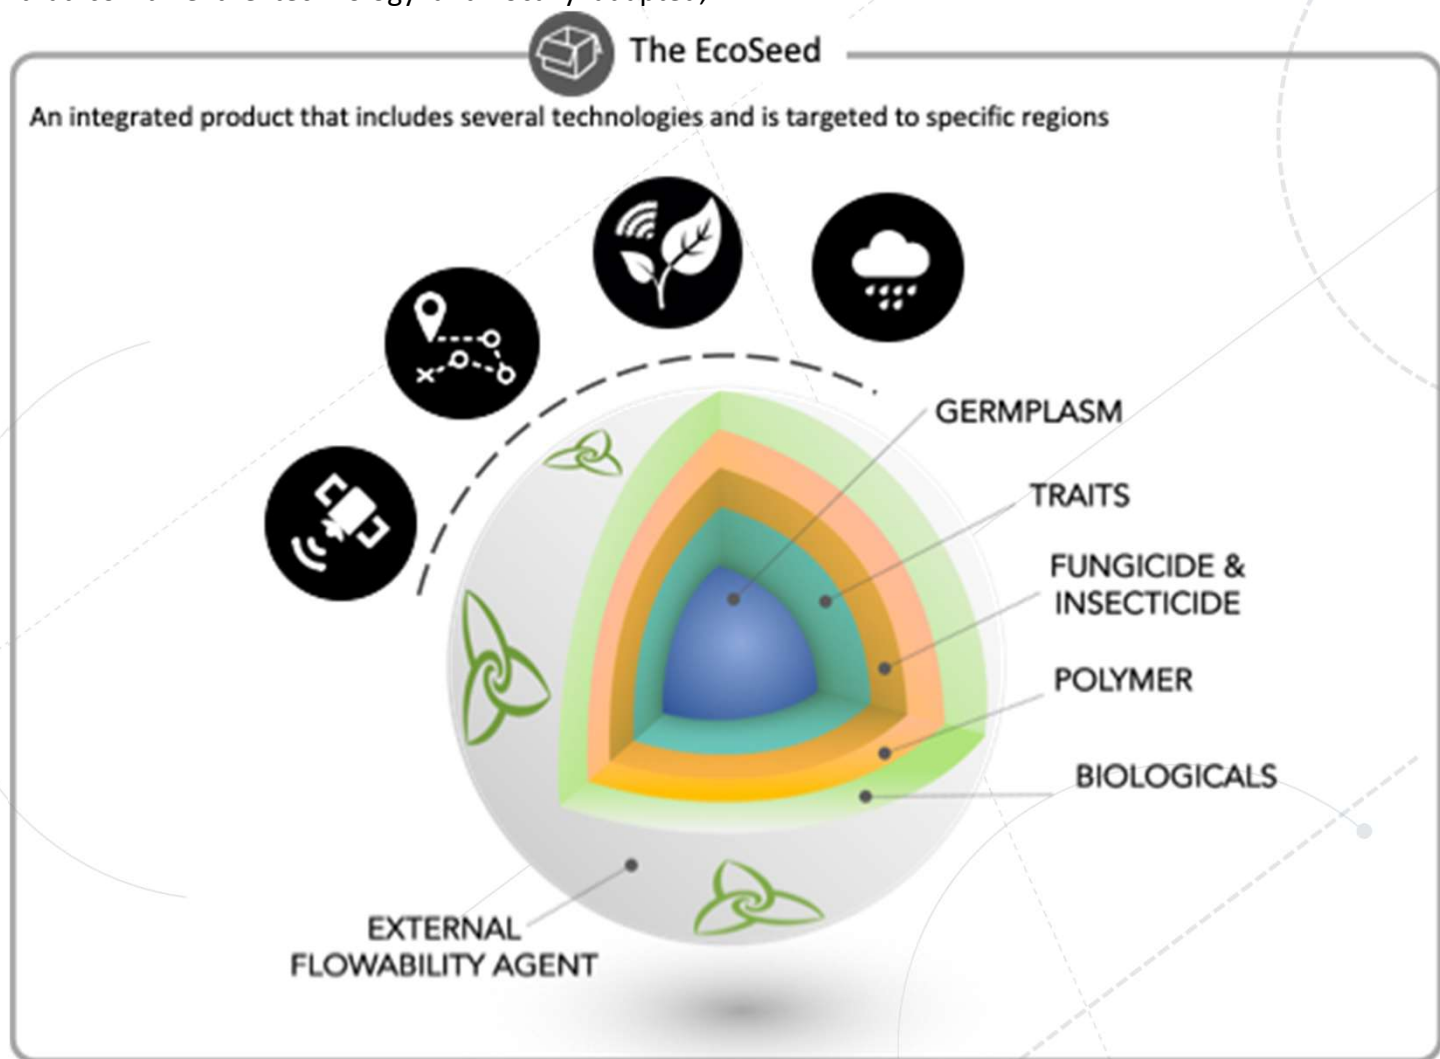 The EcoSeed
An integrated product that includes several technologies and is targeted to specific regions
GERMPLASM
TRAITS
FUNGICIDE &
INSECTICIDE
POLYMER
BIOLOGICALS
EXTERNAL
FLOWABILITY AGENT